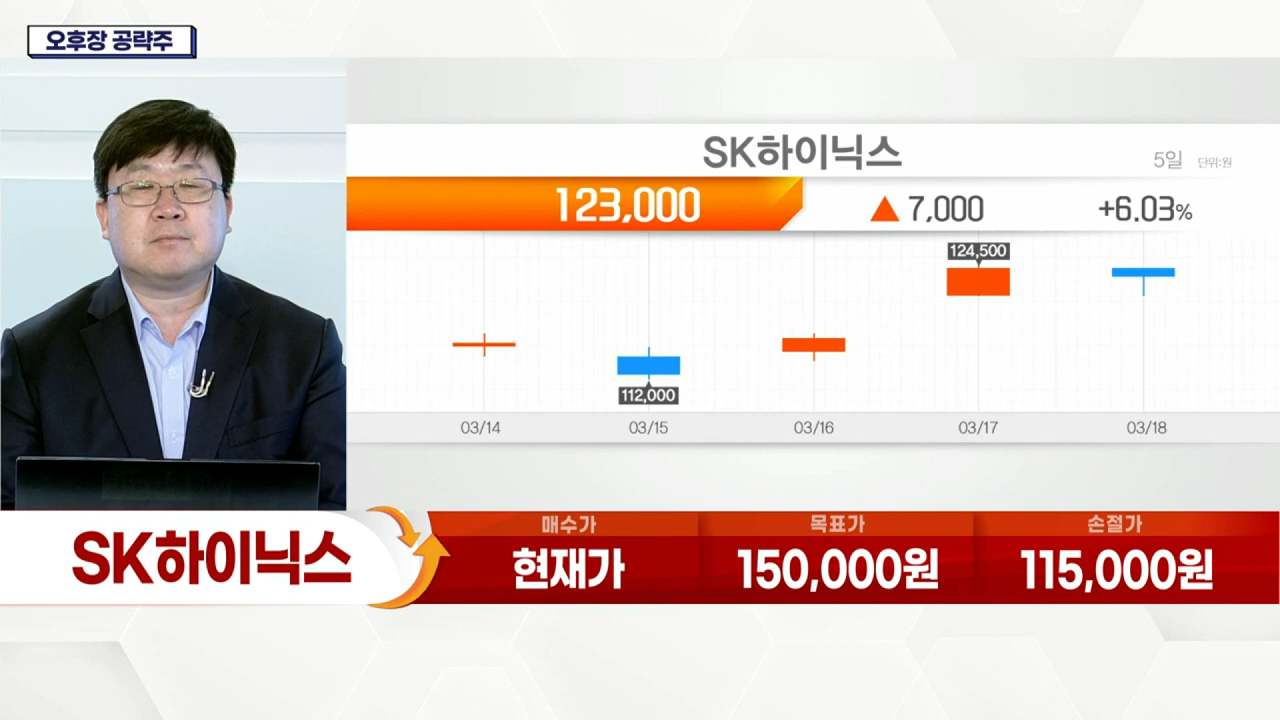 오후장 공략주
SK하이닉스
5일 단위:원
123,000 ▲ 7,000 +6.03%
124,500
112,000
03/14 03/15 03/16 03/17 03/18
SK하이닉스
매수가 목표가 손절가
현재가 150,000원 115,000원